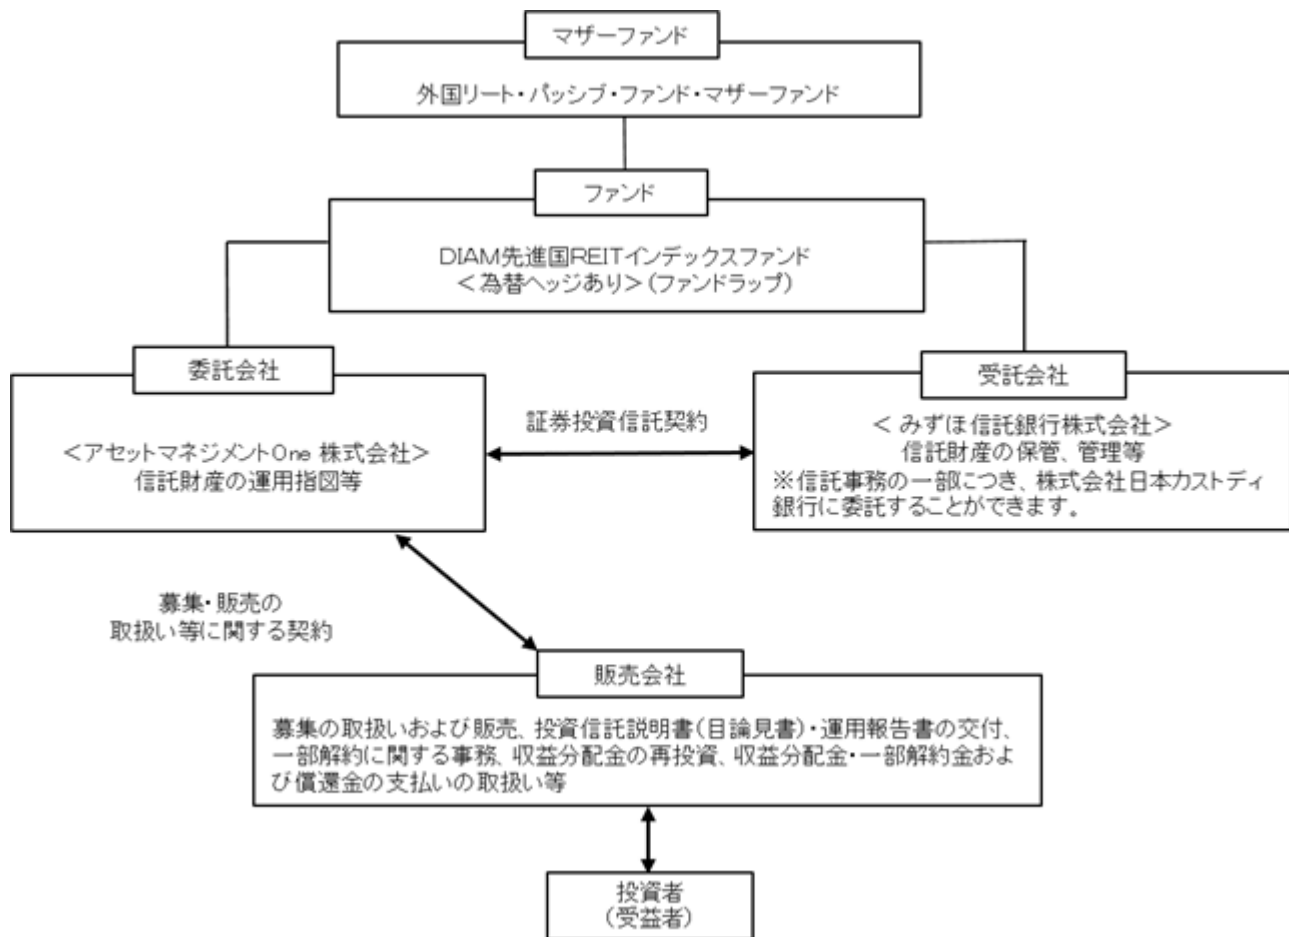 マザーファンド
外国リート・パッシブ・ファンド・マザーファンド
ファンド
DIAM先進国REITインデックスファンド
＜為替ヘッジあり＞(ファンドラップ)
委託会社
＜アセットマネジメントOne 株式会社＞
信託財産の運用指図等
証券投資信託契約
受託会社
＜ みずほ信託銀行株式会社＞
信託財産の保管、管理等
※信託事務の一部につき、株式会社日本カストディ
銀行に委託することができます。
募集・販売の
取扱い等に関する契約
販売会社
募集の取扱いおよび販売、投資信託説明書(目論見書)・運用報告書の交付、
一部解約に関する事務、収益分配金の再投資、収益分配金・一部解約金およ
び償還金の支払いの取扱い等
投資者
(受益者)